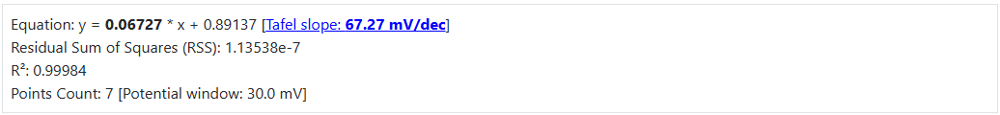 Equation: y = 0.06727 * x + 0.89137 [Tafel slope: 67.27 mV/dec]
Residual Sum of Squares (RSS): 1.13538e-7
R²: 0.99984
Points Count: 7 [Potential window: 30.0 mV]